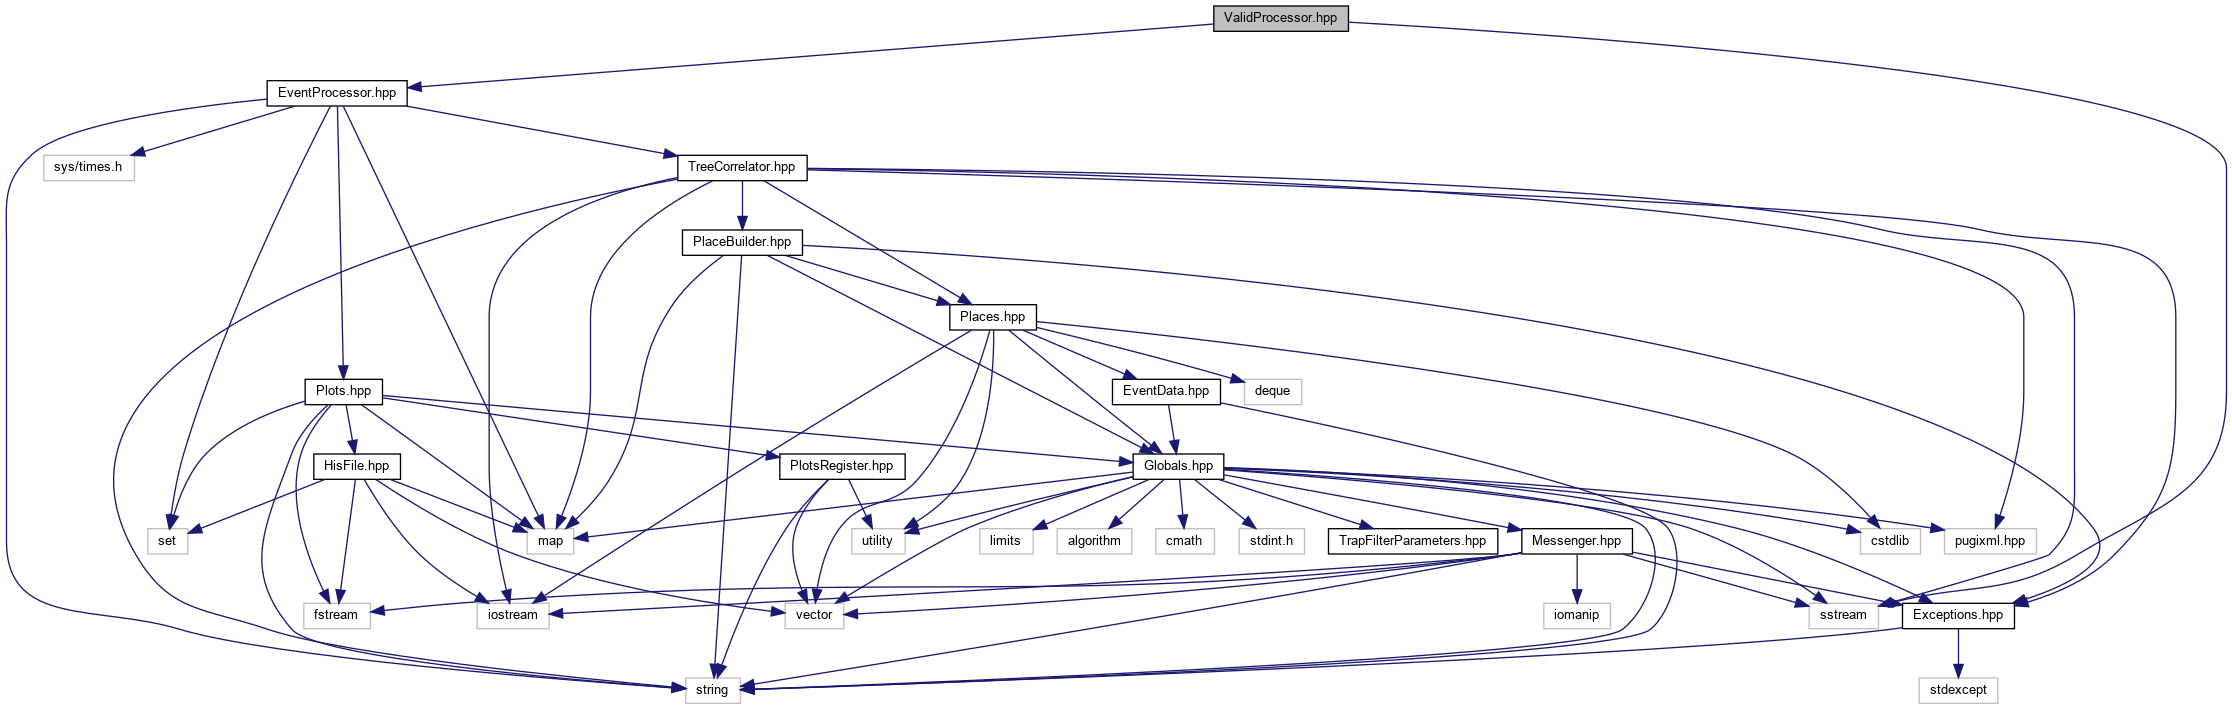 ValidProcessor.hpp
EventProcessor.hpp
sys/times.h
TreeCorrelator.hpp
PlaceBuilder.hpp
Places.hpp
Plots.hpp
EventData.hpp
deque
HisFile.hpp
PlotsRegister.hpp
Globals.hpp
set
map
utility
limits
algorithm
cmath
stdint.h
TrapFilterParameters.hpp
Messenger.hpp
cstdlib
pugixml.hpp
fstream
iostream
vector
iomanip
sstream
Exceptions.hpp
string
stdexcept